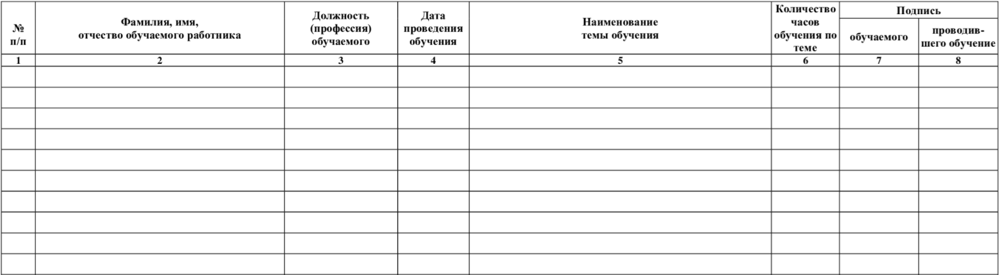 №
п/п
Фамилия, имя,
отчество обучаемого работника
Должность
(профессия)
обучаемого
Дата
проведения
обучения
Наименование
темы обучения
Количество
часов
обучения по
теме
Подпись
обучаемого
проводив-
шего обучение
1 2 3 4 5 6 7 8